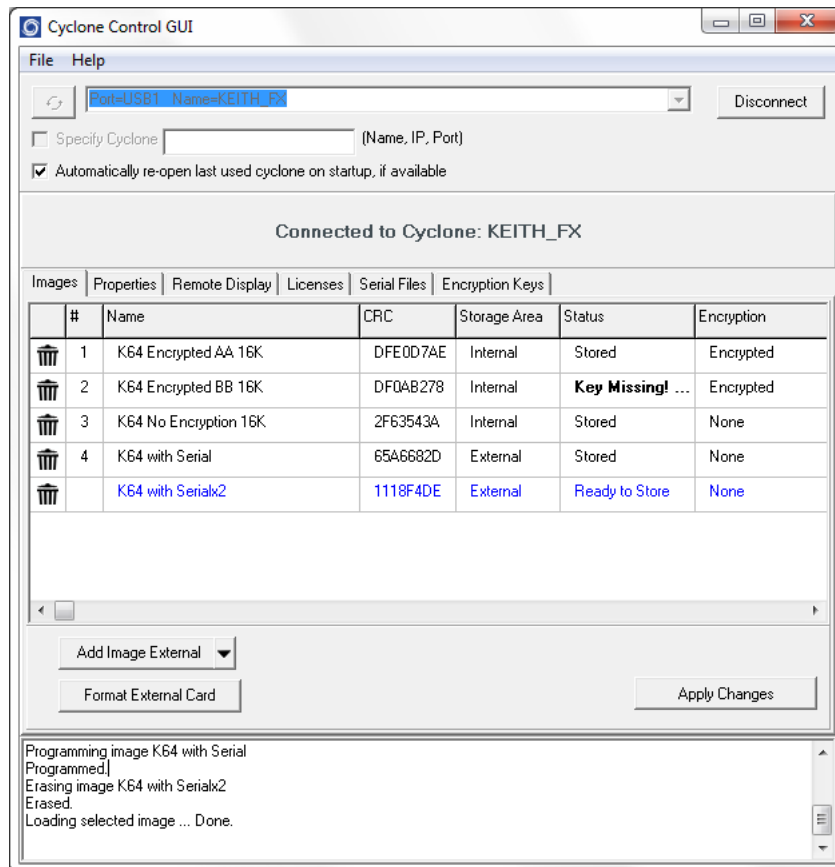 Cyclone Control GUI
File Help
Port=USB1 Name=KEITH_FX
Disconnect
Specify Cyclone (Name, IP, Port)
Automatically re-open last used cyclone on startup, if available
Connected to Cyclone: KEITH_FX
Images Properties Remote Display Licenses Serial Files Encryption Keys
# Name CRC Storage Area Status Encryption
1 K64 Encrypted AA 16K DFE0D7AE Internal Stored Encrypted
2 K64 Encrypted BB 16K DF0AB278 Internal Key Missing! ... Encrypted
3 K64 No Encryption 16K 2F63543A Internal Stored None
4 K64 with Serial 65A6682D External Stored None
K64 with Serialx2 1118F4DE External Ready to Store None
Add Image External
Format External Card
Apply Changes
Programming image K64 with Serial
Programmed.
Erasing image K64 with Serialx2
Erased.
Loading selected image ... Done.